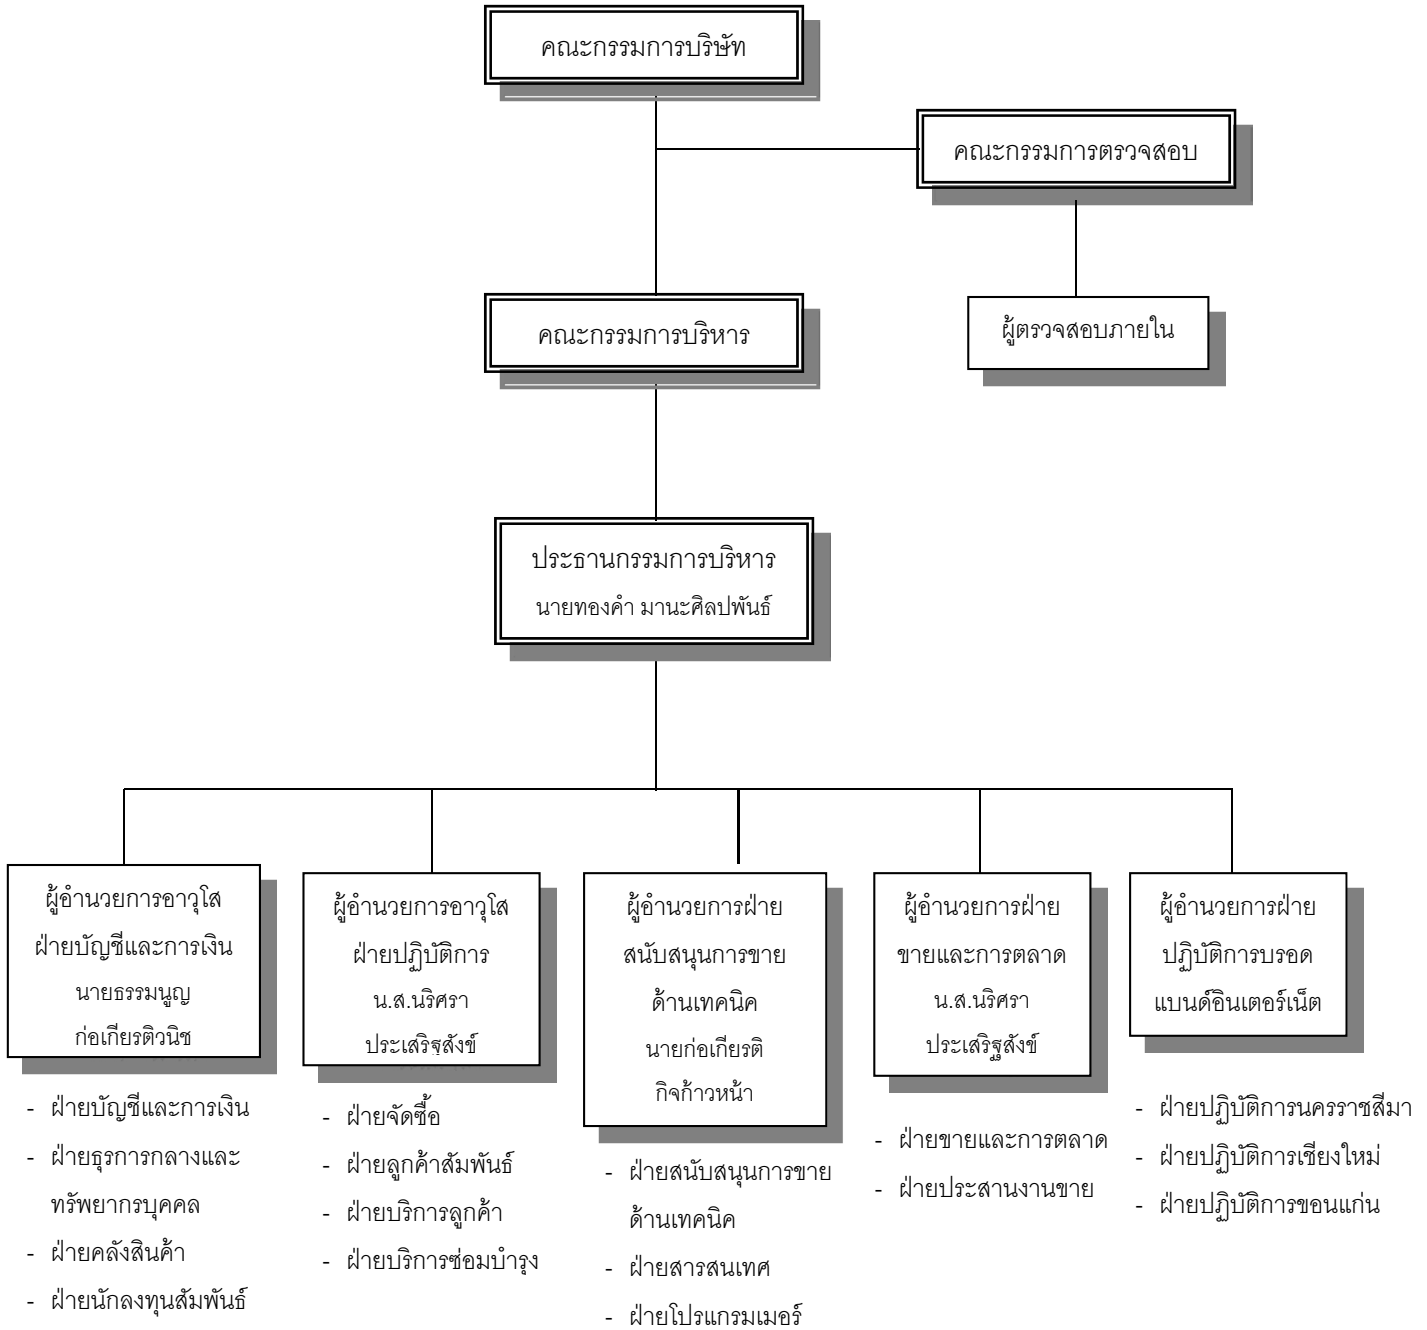 คณะกรรมการบริษัท
คณะกรรมการตรวจสอบ
คณะกรรมการบริหาร
ผู้ตรวจสอบภายใน
ประธานกรรมการบริหาร
นายทองคำ มานะศิลปพันธ์
ผู้อำนวยการอาวุโส
ฝ่ายบัญชีและการเงิน
นายธรรมนูญ
ก่อเกียรติวนิช
- ฝ่ายบัญชีและการเงิน
- ฝ่ายธุรการกลางและ
ทรัพยากรบุคคล
- ฝ่ายคลังสินค้า
- ฝ่ายนักลงทุนสัมพันธ์
ผู้อำนวยการอาวุโส
ฝ่ายปฏิบัติการ
น.ส.นริศรา
ประเสริฐสังข์
- ฝ่ายจัดซื้อ
- ฝ่ายลูกค้าสัมพันธ์
- ฝ่ายบริการลูกค้า
- ฝ่ายบริการซ่อมบำรุง
ผู้อำนวยการฝ่าย
สนับสนุนการขาย
ด้านเทคนิค
นายก่อเกียรติ
กิจก้าวหน้า
- ฝ่ายสนับสนุนการขาย
ด้านเทคนิค
- ฝ่ายสารสนเทศ
- ฝ่ายโปรแกรมเมอร์
ผู้อำนวยการฝ่าย
ขายและการตลาด
น.ส.นริศรา
ประเสริฐสังข์
- ฝ่ายขายและการตลาด
- ฝ่ายประสานงานขาย
ผู้อำนวยการฝ่าย
ปฏิบัติการบรอด
แบนด์อินเตอร์เน็ต
- ฝ่ายปฏิบัติการนครราชสีมา
- ฝ่ายปฏิบัติการเชียงใหม่
- ฝ่ายปฏิบัติการขอนแก่น